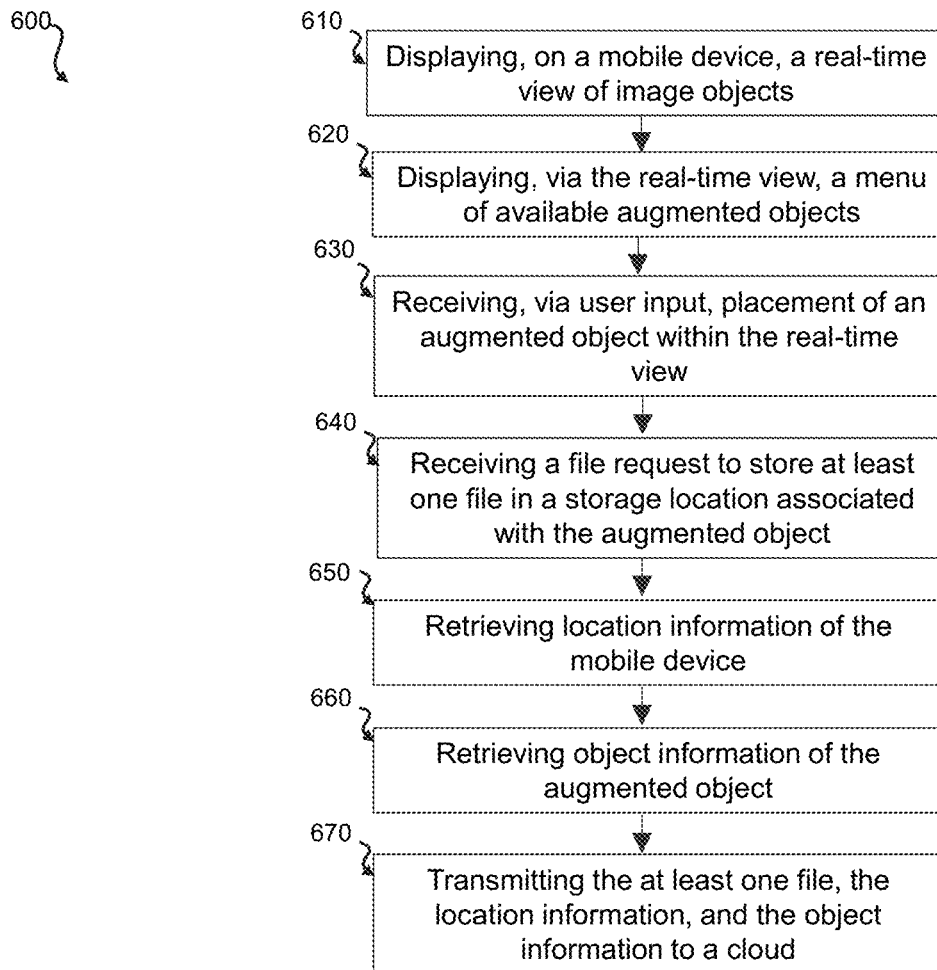 600
610
Displaying, on a mobile device, a real-time
view of image objects
620
Displaying, via the real-time view, a menu
of available augmented objects
630
Receiving, via user input, placement of an
augmented object within the real-time
view
640
Receiving a file request to store at least
one file in a storage location associated
with the augmented object
650
Retrieving location information of the
mobile device
660
Retrieving object information of the
augmented object
670
Transmitting the at least one file, the
location information, and the object
information to a cloud